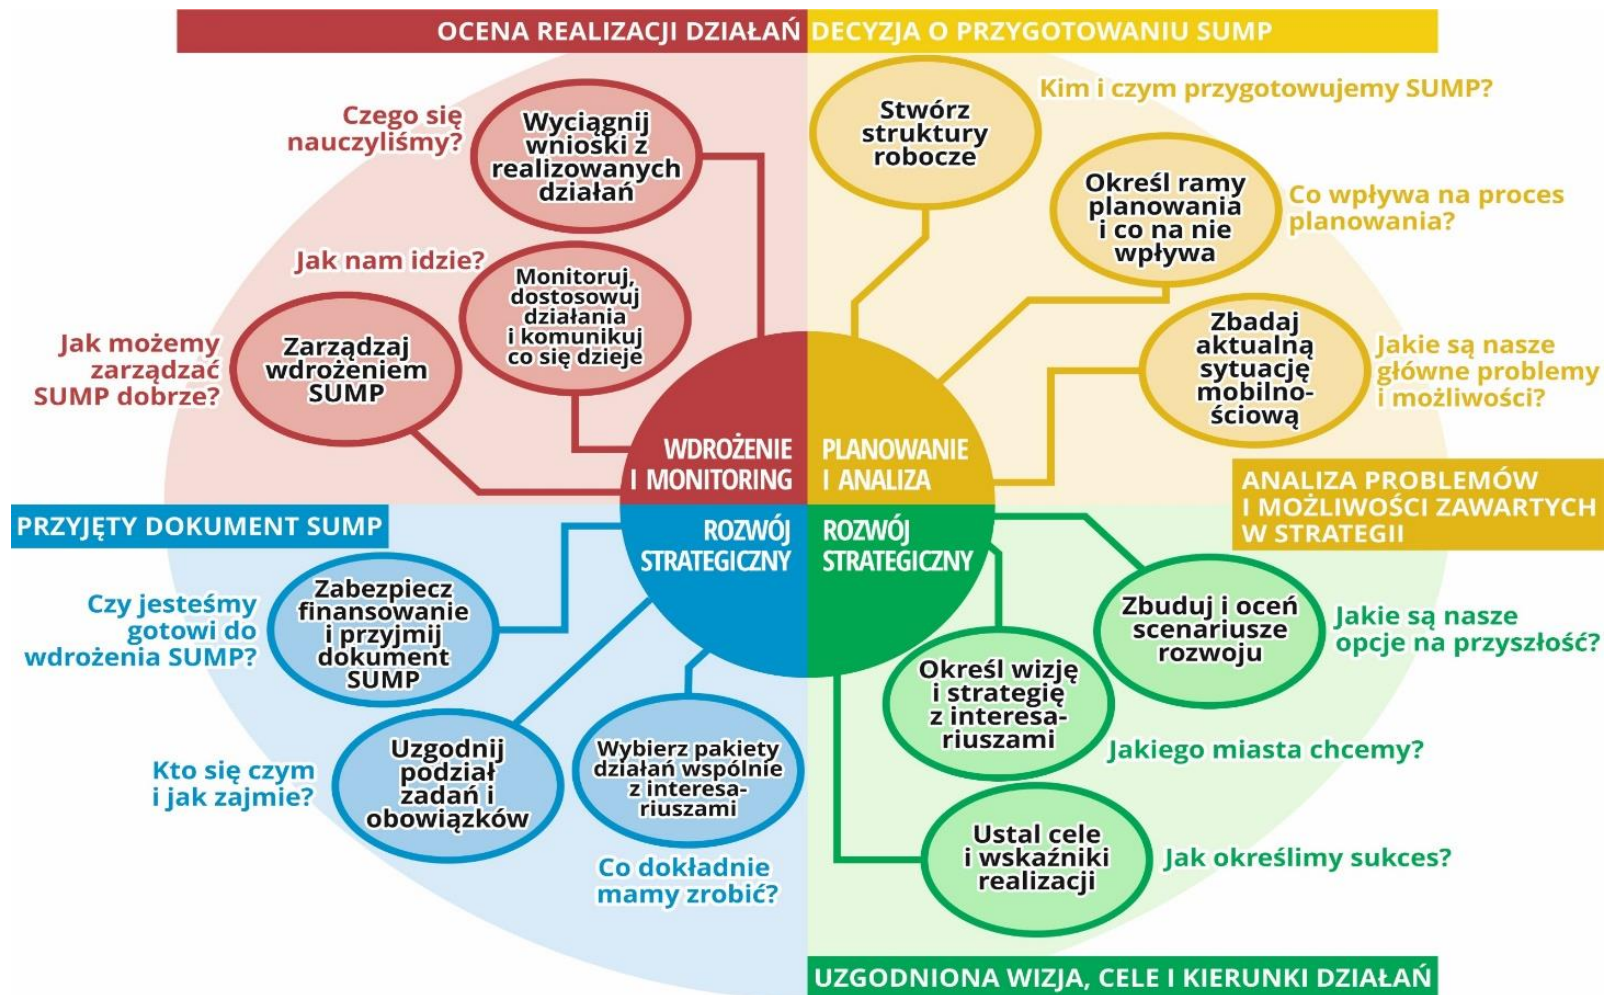 OCENA REALIZACJI DZIAŁAŃ
DECYZJA O PRZYGOTOWANIU SUMP
Kim i czym przygotowujemy SUMP?
Stwórz
struktury
robocze
Co wpływa na proces
planowania?
Określ ramy
planowania
i co na nie
wpływa
Jakie są nasze
główne problemy
i możliwości?
Zbadaj
aktualną
sytuację
mobilno-
ściową
PLANOWANIE
I ANALIZA
ANALIZA PROBLEMÓW
I MOŻLIWOŚCI ZAWARTYCH
W STRATEGII
ROZWÓJ
STRATEGICZNY
Zbuduj i oceń
scenariusze
rozwoju
Jakie są nasze
opcje na przyszłość?
Określ wizję
i strategię
z interesa-
riuszami
Jakiego miasta chcemy?
Ustal cele
i wskaźniki
realizacji
Jak określimy sukces?
UZGODNIONA WIZJA, CELE I KIERUNKI DZIAŁAŃ
ROZWÓJ
STRATEGICZNY
Wybierz pakiety
działań wspólnie
z interesa-
riuszami
Co dokładnie
mamy zrobić?
Uzgodnij
podział
zadań i
obowiązków
Kto się czym
i jak zajmie?
Zabezpiecz
finansowanie
i przyjmij
dokument
SUMP
Czy jesteśmy
gotowi do
wdrożenia SUMP?
PRZYJĘTY DOKUMENT SUMP
WDROŻENIE
I MONITORING
Zarządzaj
wdrożeniem
SUMP
Jak możemy
zarządzać
SUMP dobrze?
Monitoruj,
dostosowuj
działania
i komunikuj
co się dzieje
Jak nam idzie?
Wyciągnij
wnioski z
realizowanych
działań
Czego się
nauczyliśmy?